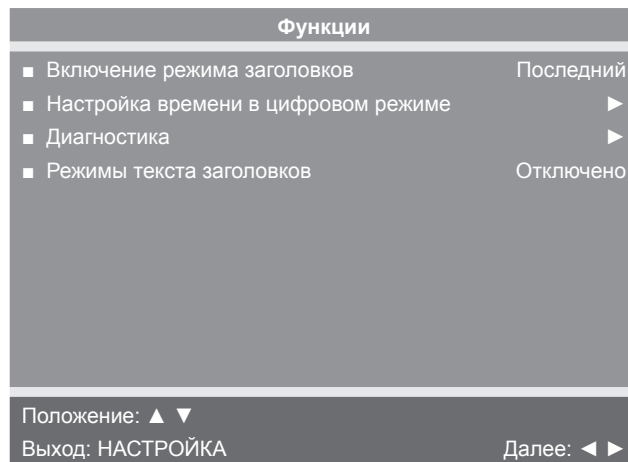 Функции
■ Включение режима заголовков Последний
■ Настройка времени в цифровом режиме ►
■ Диагностика ►
■ Режимы текста заголовков Отключено
Положение: ▲ ▼
Выход: НАСТРОЙКА Далее: ◄ ►